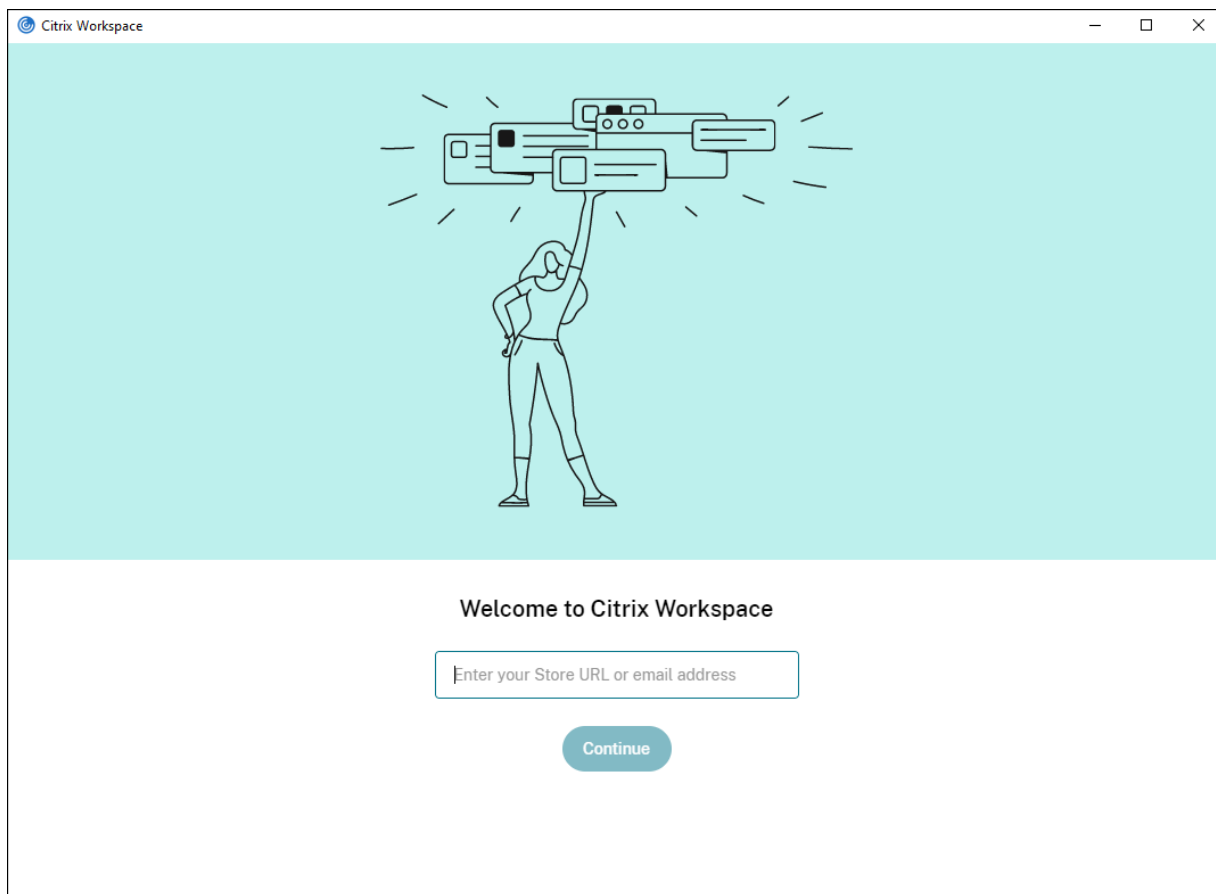 Citrix Workspace
Welcome to Citrix Workspace
Enter your Store URL or email address
Continue